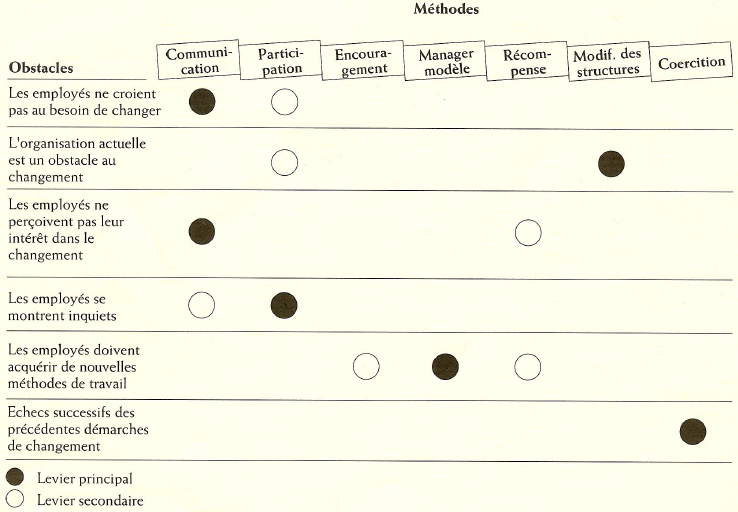 Méthodes
Obstacles
Communi-
cation
Partici-
pation
Encoura-
gement
Manager
modèle
Récom-
pense
Modif. des
structures
Coercition
Les employés ne croient
pas au besoin de changer
L'organisation actuelle
est un obstacle au
changement
Les employés ne
perçoivent pas leur
intérêt dans le
changement
Les employés se
montrent inquiets
Les employés doivent
acquérir de nouvelles
méthodes de travail
Echecs successifs des
précédentes démarches
de changement
Levier principal
Levier secondaire